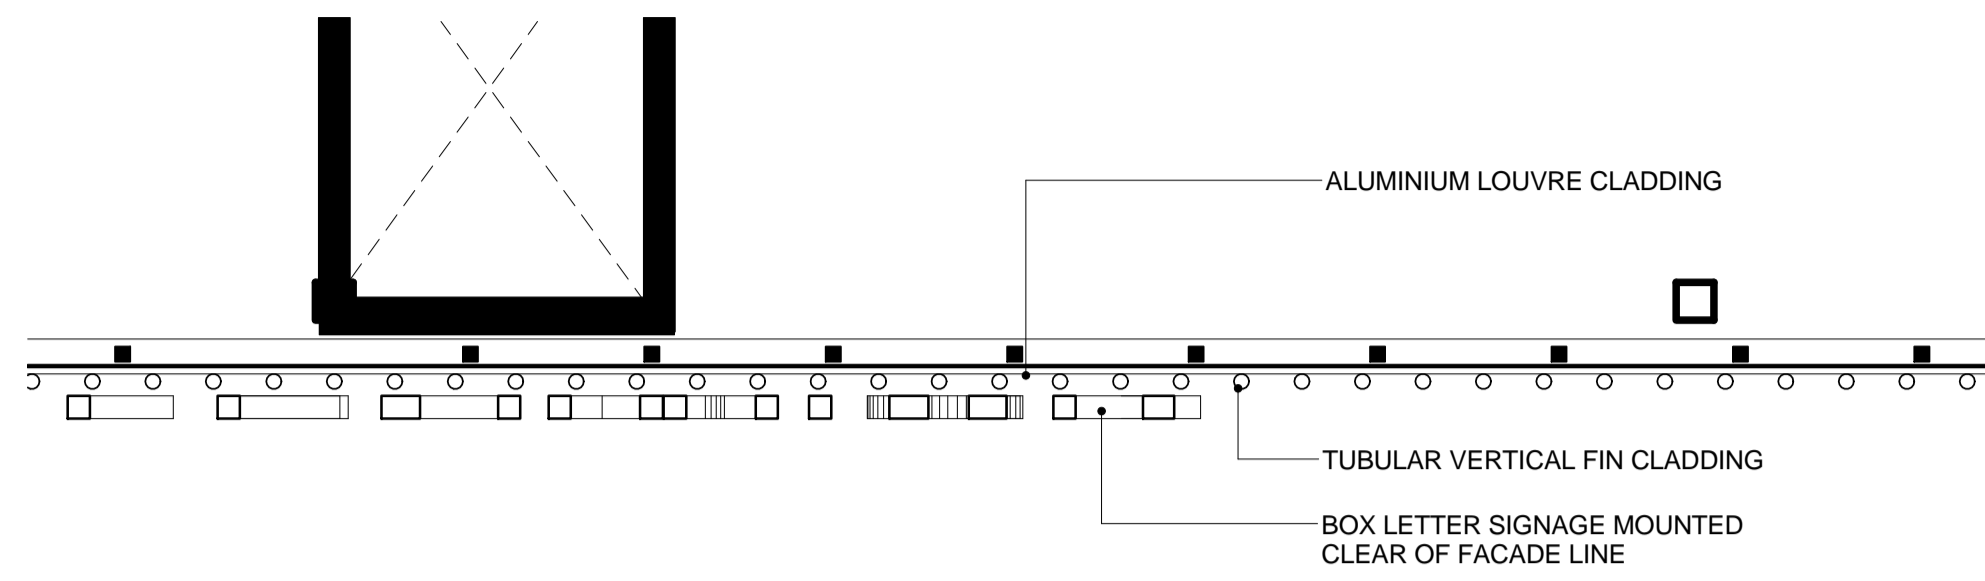 ALUMINIUM LOUVRE CLADDING
TUBULAR VERTICAL FIN CLADDING
BOX LETTER SIGNAGE MOUNTED
CLEAR OF FACADE LINE